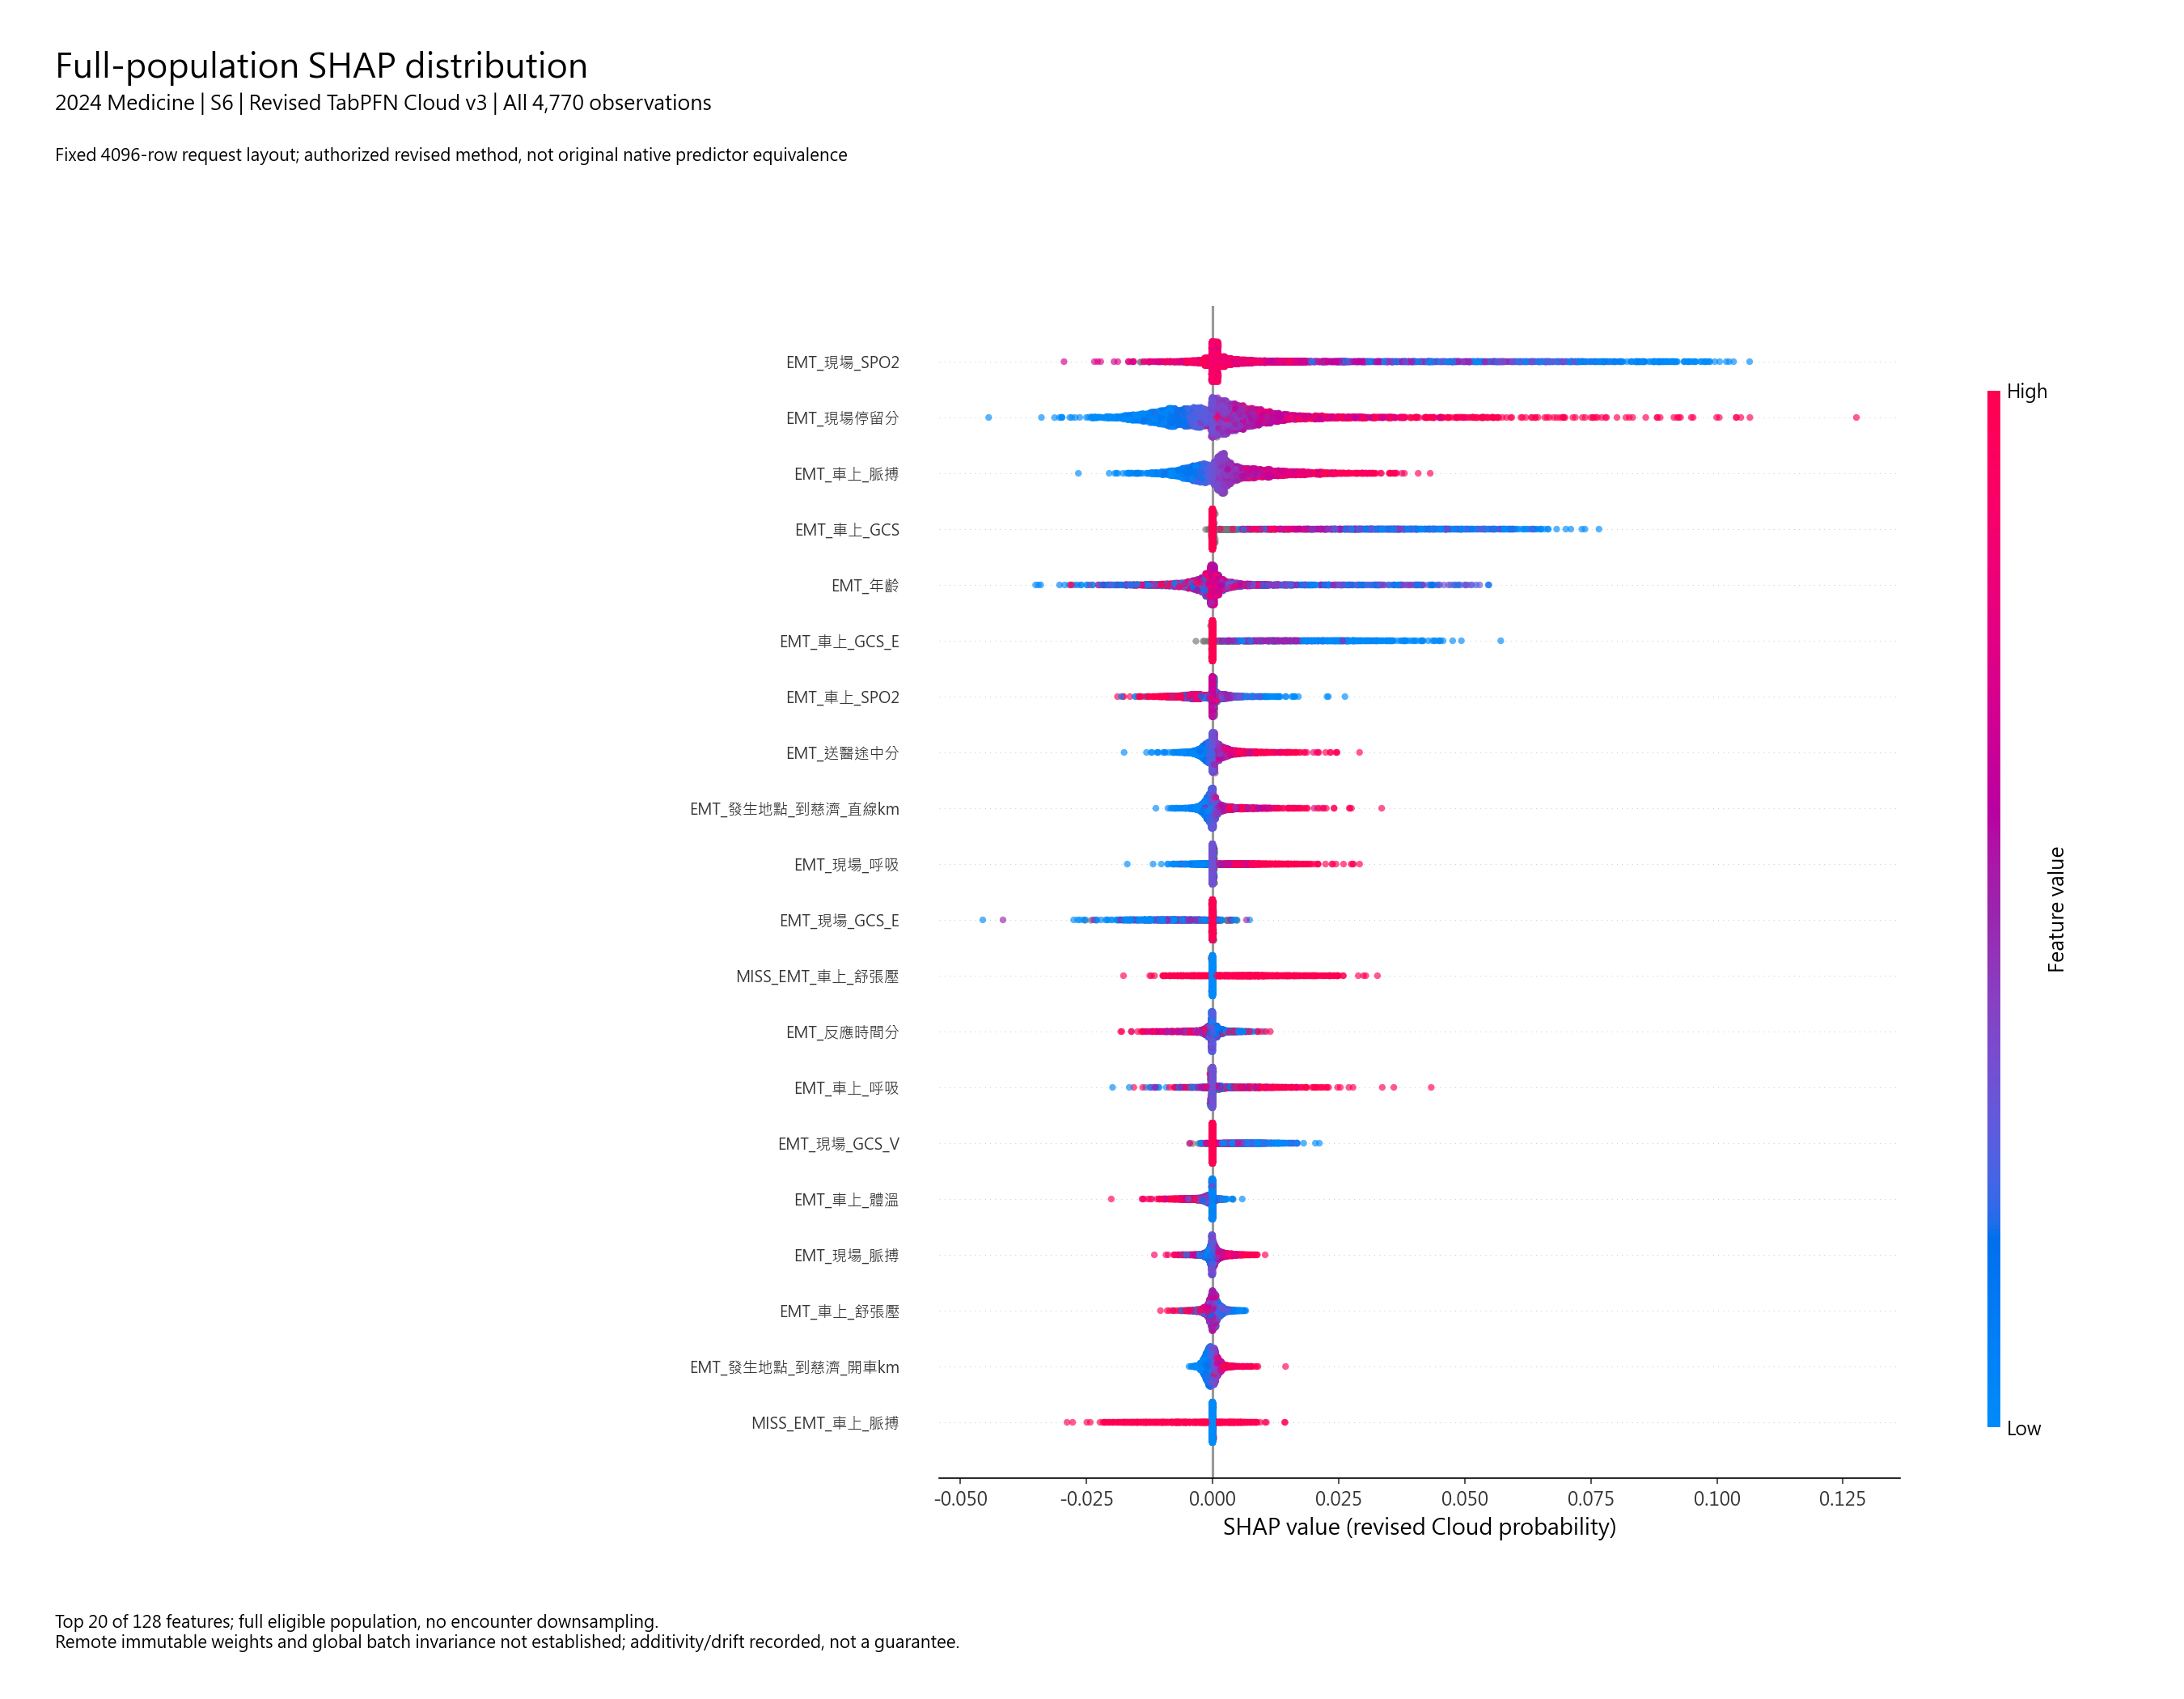 Full-population SHAP distribution
2024 Medicine | S6 | Revised TabPFN Cloud v3 | All 4,770 observations
Fixed 4096-row request layout; authorized revised method, not original native predictor equivalence
EMT_現場_SPO2
EMT_現場停留分
EMT_車上_脈搏
EMT_車上_GCS
EMT_年齡
EMT_車上_GCS_E
EMT_車上_SPO2
EMT_送醫途中分
EMT_發生地點_到慈濟_直線km
EMT_現場_呼吸
EMT_現場_GCS_E
MISS_EMT_車上_舒張壓
EMT_反應時間分
EMT_車上_呼吸
EMT_現場_GCS_V
EMT_車上_體溫
EMT_現場_脈搏
EMT_車上_舒張壓
EMT_發生地點_到慈濟_開車km
MISS_EMT_車上_脈搏
-0.050 -0.025 0.000 0.025 0.050 0.075 0.100 0.125
SHAP value (revised Cloud probability)
High
Feature value
Low
Top 20 of 128 features; full eligible population, no encounter downsampling.
Remote immutable weights and global batch invariance not established; additivity/drift recorded, not a guarantee.